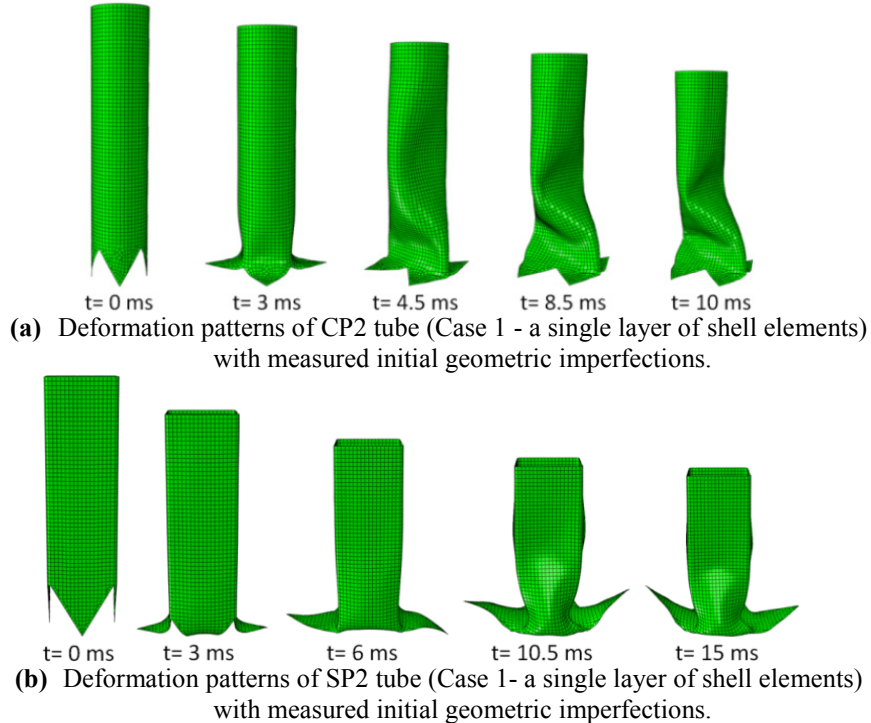 t= 0 ms t= 3 ms t= 4.5 ms t= 8.5 ms t= 10 ms
(a) Deformation patterns of CP2 tube (Case 1 - a single layer of shell elements)
with measured initial geometric imperfections.
t= 0 ms t= 3 ms t= 6 ms t= 10.5 ms t= 15 ms
(b) Deformation patterns of SP2 tube (Case 1- a single layer of shell elements)
with measured initial geometric imperfections.